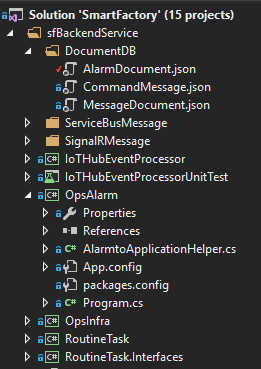 Solution 'SmartFactory' (15 projects)
sfBackendService
DocumentDB
AlarmDocument.json
CommandMessage.json
MessageDocument.json
ServiceBusMessage
SignalRMessage
IoTHubEventProcessor
IoTHubEventProcessorUnitTest
OpsAlarm
Properties
References
AlarmtoApplicationHelper.cs
App.config
packages.config
Program.cs
OpsInfra
RoutineTask
RoutineTask.Interfaces